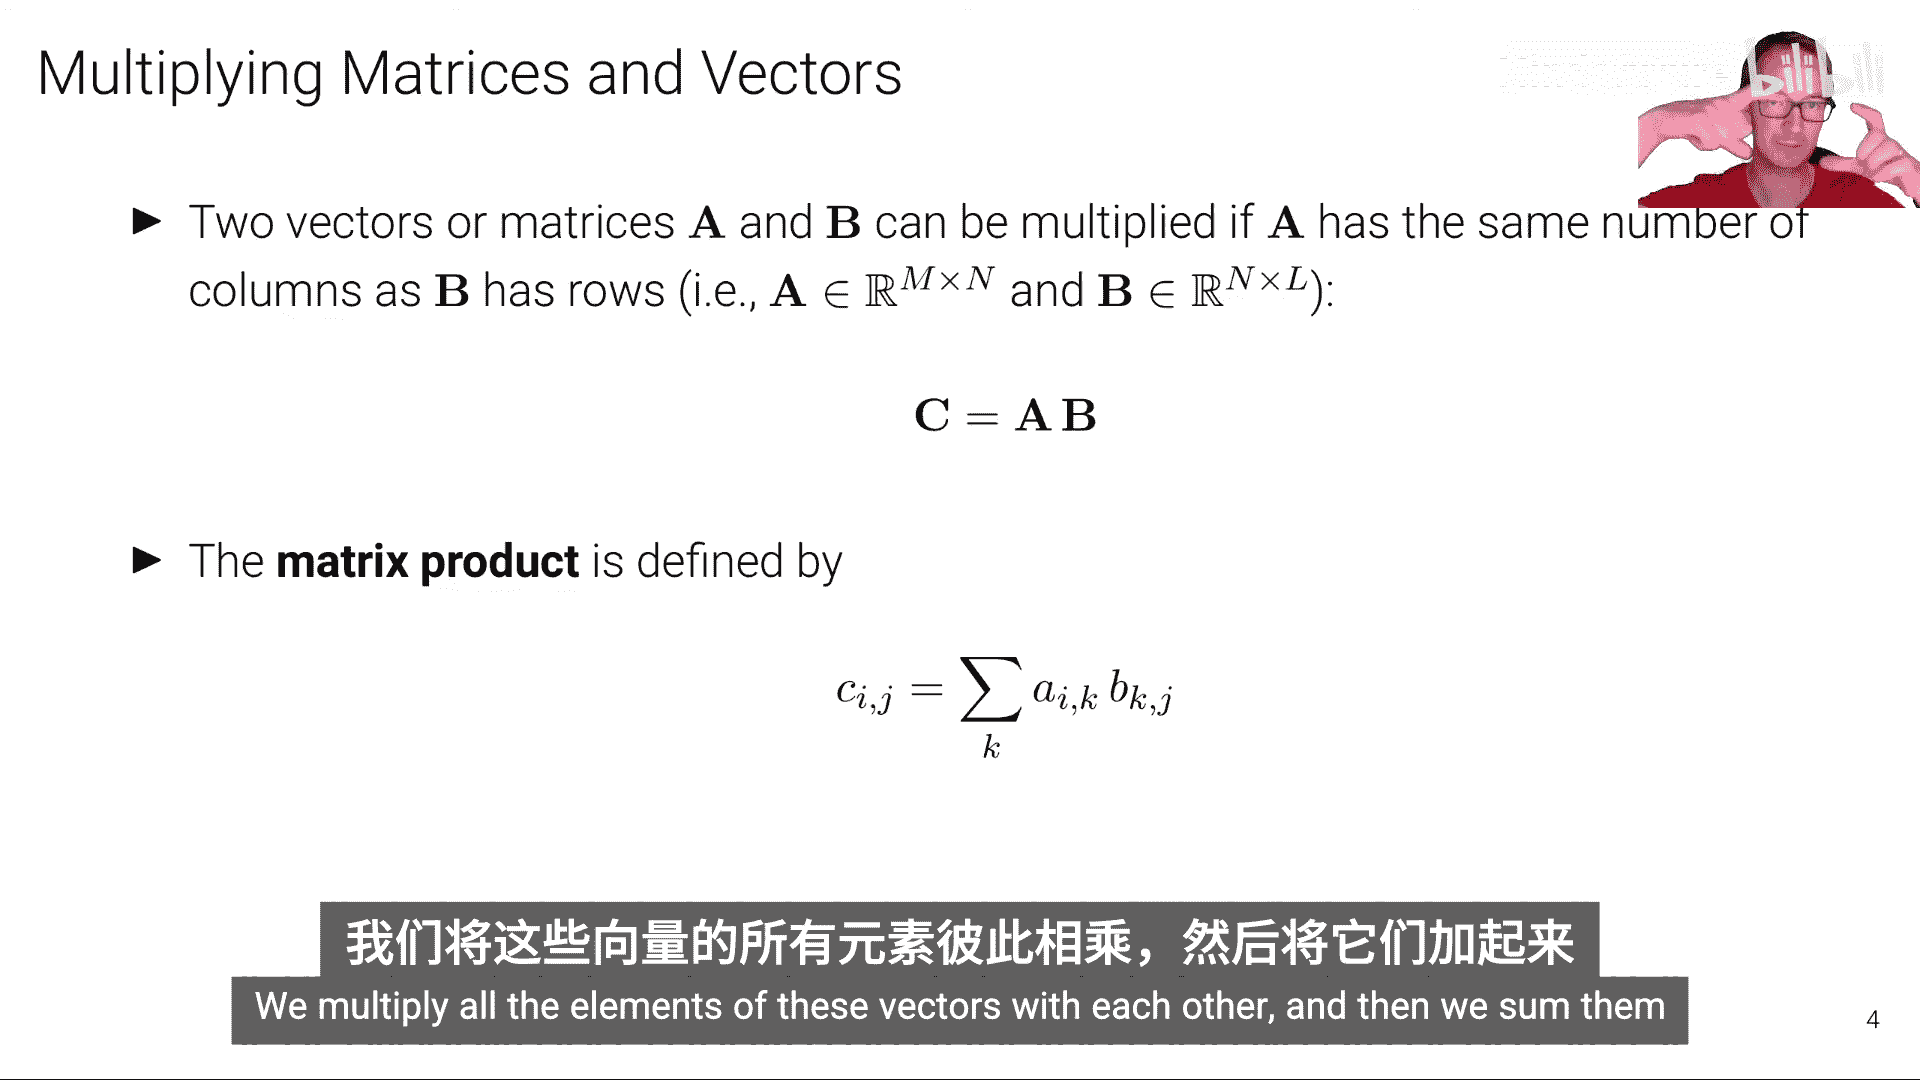 Multiplying Matrices and Vectors
bilibili
▶ Two vectors or matrices A and B can be multiplied if A has the same number of
columns as B has rows (i.e., A ∈ ℝ^{M×N} and B ∈ ℝ^{N×L}):
C = A B
▶ The matrix product is defined by
c_{i,j} = ∑_k a_{i,k} b_{k,j}
我们将这些向量的所有元素彼此相乘，然后将它们加起来
We multiply all the elements of these vectors with each other, and then we sum them
4